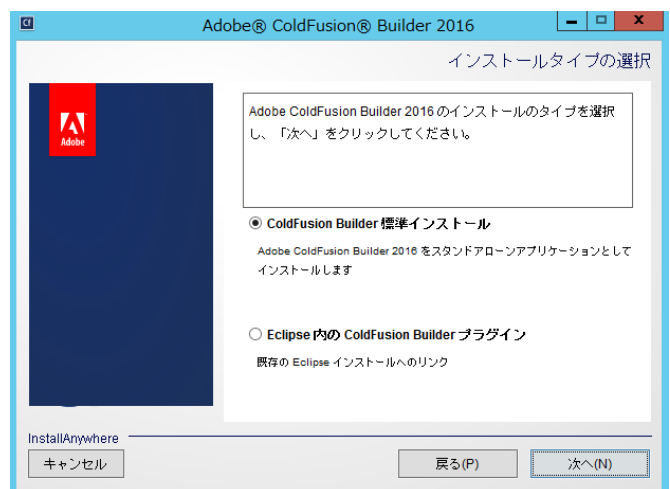 Cf
Adobe® ColdFusion® Builder 2016
インストールタイプの選択
Adobe
Adobe ColdFusion Builder 2016 のインストールのタイプを選択
し、「次へ」をクリックしてください。
ColdFusion Builder 標準インストール
Adobe ColdFusion Builder 2016 をスタンドアローンアプリケーションとして
インストールします
Eclipse 内の ColdFusion Builder プラグイン
既存の Eclipse インストールへのリンク
InstallAnywhere
キャンセル
戻る(P)
次へ(N)